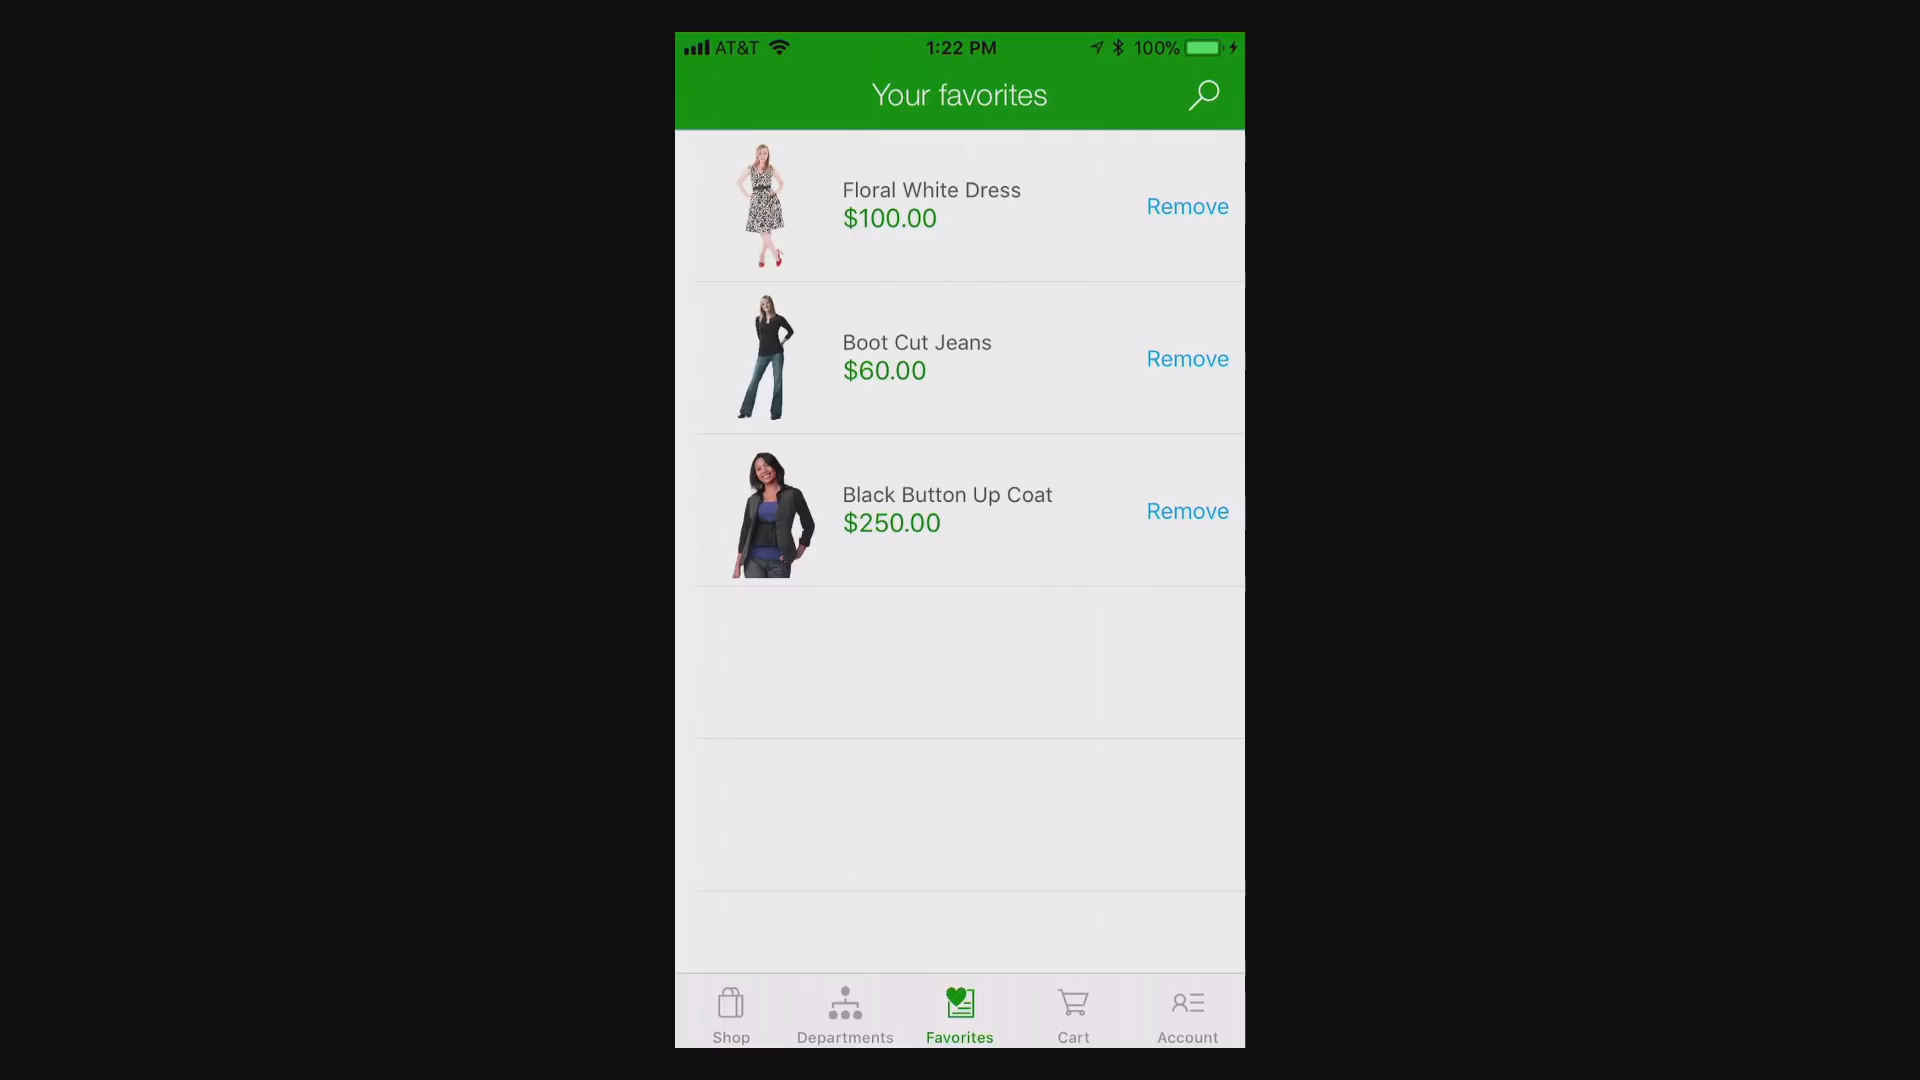 AT&T 1:22 PM 100%
Your favorites
Floral White Dress
$100.00
Remove
Boot Cut Jeans
$60.00
Remove
Black Button Up Coat
$250.00
Remove
Shop Departments Favorites Cart Account